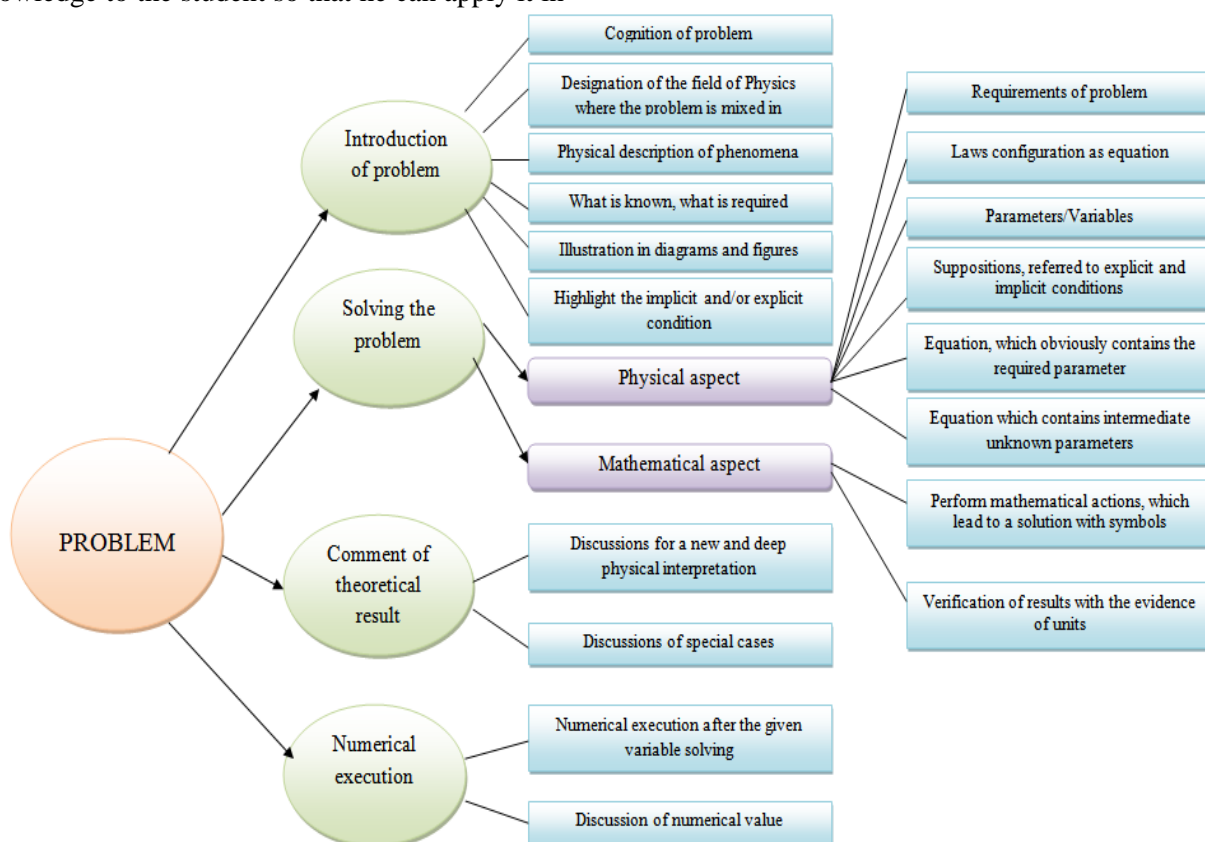 owledge to the student so that he can apply it in
Cognition of problem
Designation of the field of Physics
where the problem is mixed in
Physical description of phenomena
What is known, what is required
Illustration in diagrams and figures
Highlight the implicit and/or explicit
condition
Introduction
of problem
Solving the
problem
Physical aspect
Mathematical aspect
Requirements of problem
Laws configuration as equation
Parameters/Variables
Suppositions, referred to explicit and
implicit conditions
Equation, which obviously contains the
required parameter
Equation which contains intermediate
unknown parameters
Perform mathematical actions, which
lead to a solution with symbols
Verification of results with the evidence
of units
PROBLEM
Comment of
theoretical
result
Discussions for a new and deep
physical interpretation
Discussions of special cases
Numerical
execution
Numerical execution after the given
variable solving
Discussion of numerical value